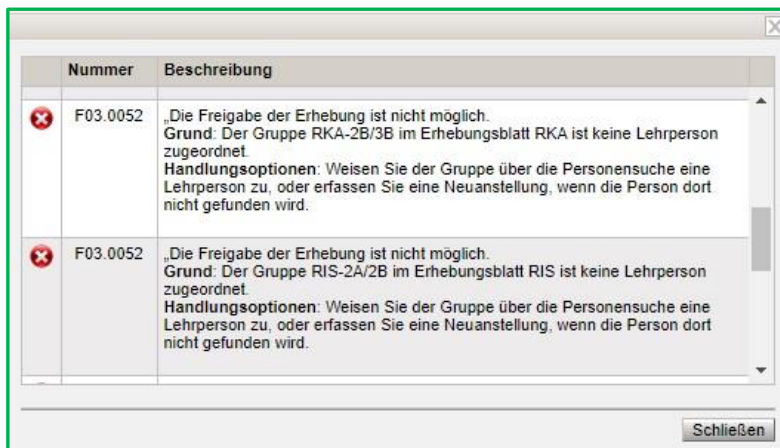 Nummer Beschreibung
F03.0052 „Die Freigabe der Erhebung ist nicht möglich.
Grund: Der Gruppe RKA-2B/3B im Erhebungsblatt RKA ist keine Lehrperson
zugeordnet.
Handlungsoptionen: Weisen Sie der Gruppe über die Personensuche eine
Lehrperson zu, oder erfassen Sie eine Neuanstellung, wenn die Person dort
nicht gefunden wird.
F03.0052 „Die Freigabe der Erhebung ist nicht möglich.
Grund: Der Gruppe RIS-2A/2B im Erhebungsblatt RIS ist keine Lehrperson
zugeordnet.
Handlungsoptionen: Weisen Sie der Gruppe über die Personensuche eine
Lehrperson zu, oder erfassen Sie eine Neuanstellung, wenn die Person dort
nicht gefunden wird.
Schließen